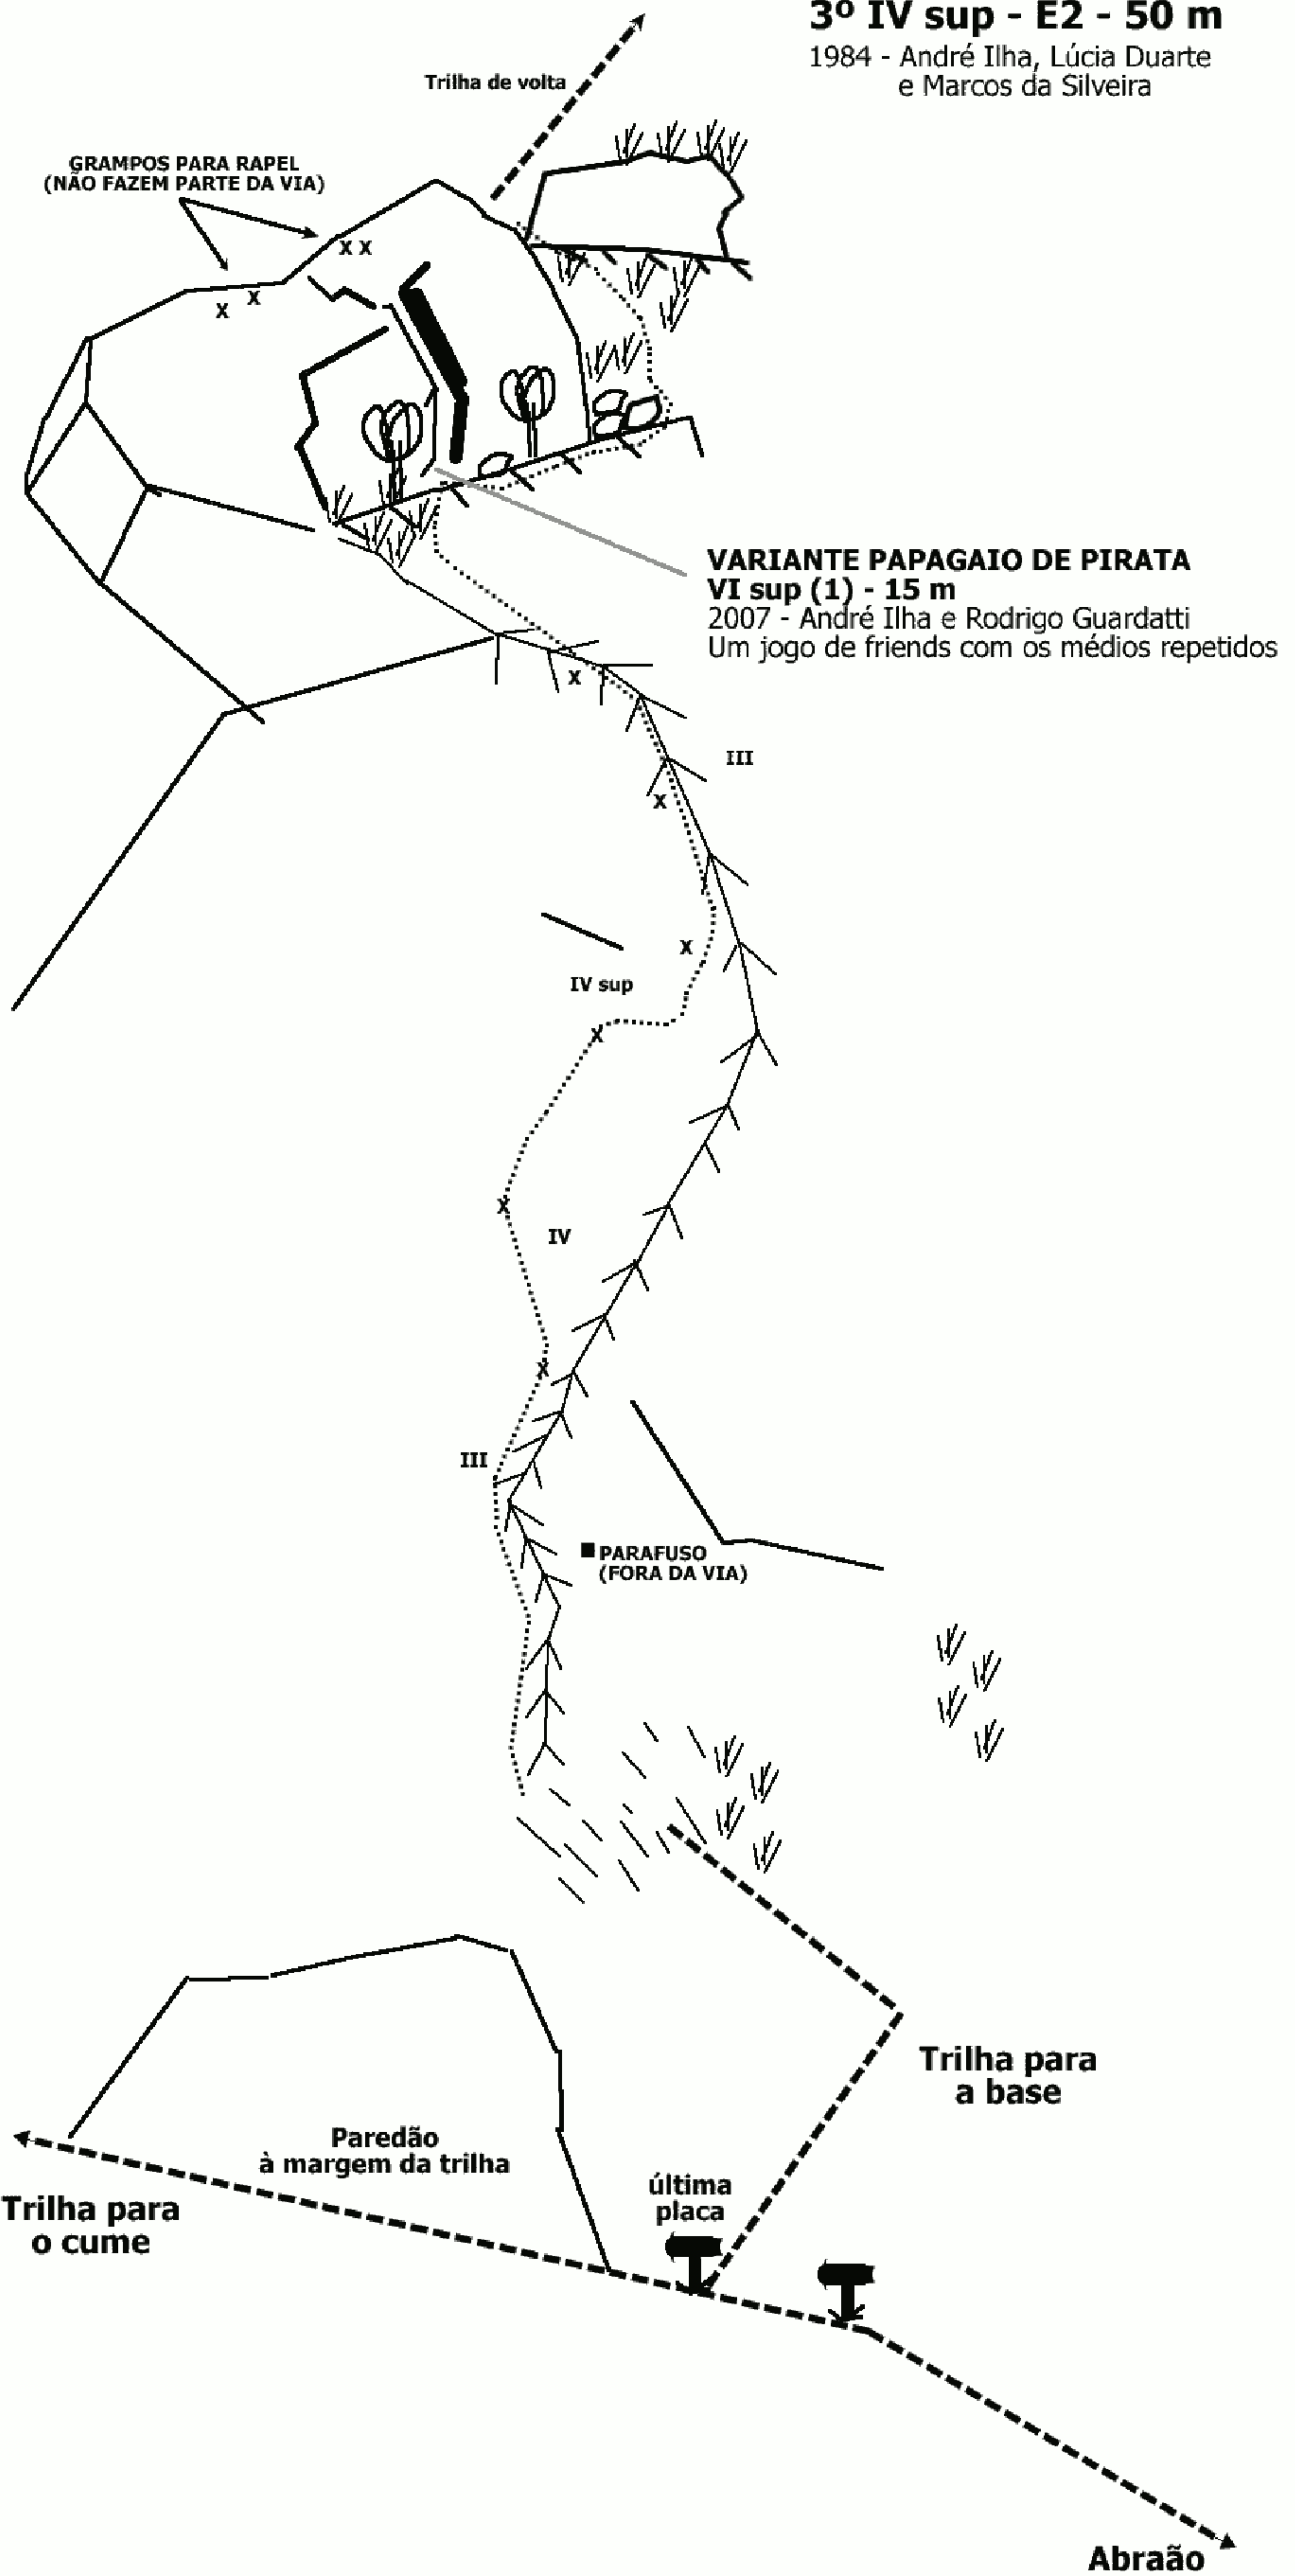 3º IV sup - E2 - 50 m
1984 - André Ilha, Lúcia Duarte
e Marcos da Silveira
Trilha de volta
GRAMPOS PARA RAPEL
(NÃO FAZEM PARTE DA VIA)
X X
X X
VARIANTE PAPAGAIO DE PIRATA
VI sup (1) - 15 m
2007 - André Ilha e Rodrigo Guardatti
Um jogo de friends com os médios repetidos
X
III
X
X
IV sup
X
X
IV
X
III
PARAFUSO
(FORA DA VIA)
Trilha para
a base
Paredão
à margem da trilha
última
placa
Trilha para
o cume
Abraão